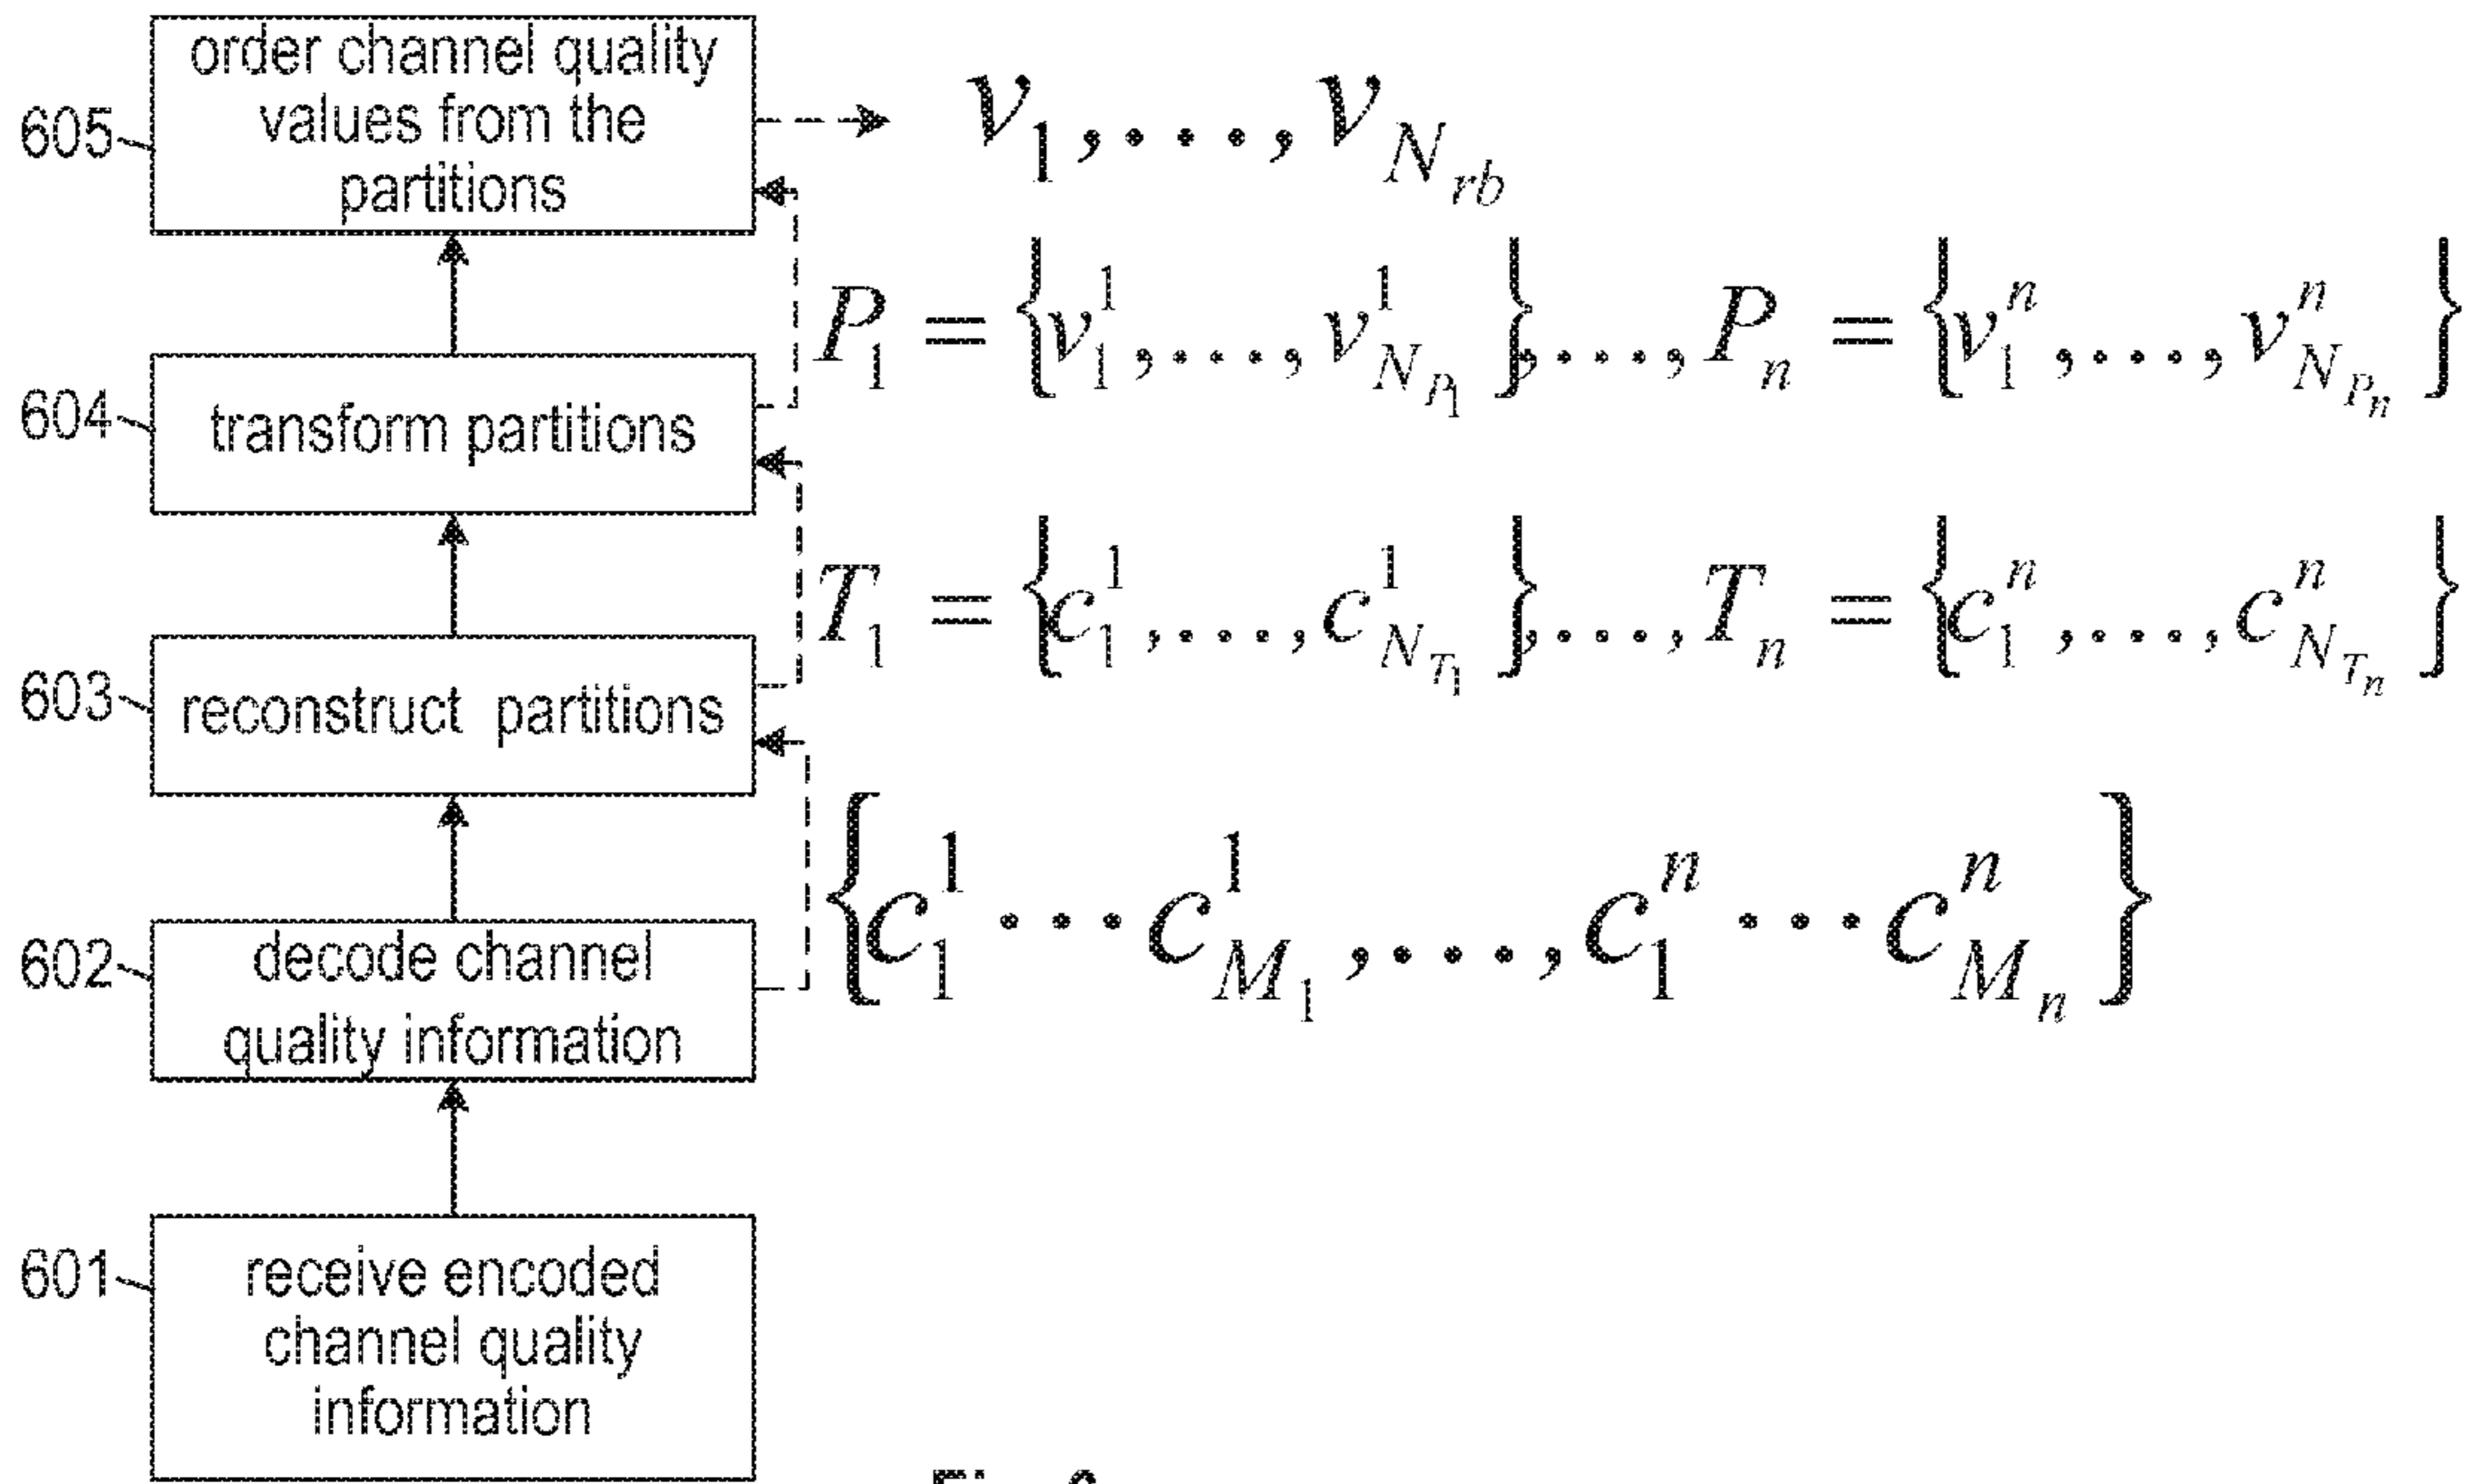 order channel quality
values from the
partitions
605
v_1,...,v_{N_{rb}}
P_1 = {v_1^1,...,v_{N_{P_1}}^1},...,P_n = {v_1^n,...,v_{N_{P_n}}^n}
604
transform partitions
T_1 = {c_1^1,...,c_{N_{T_1}}^1},...,T_n = {c_1^n,...,c_{N_{T_n}}^n}
603
reconstruct partitions
{c_1^1 ··· c_{M_1}^1,...,c_1^n ··· c_{M_n}^n}
602
decode channel
quality information
601
receive encoded
channel quality
information